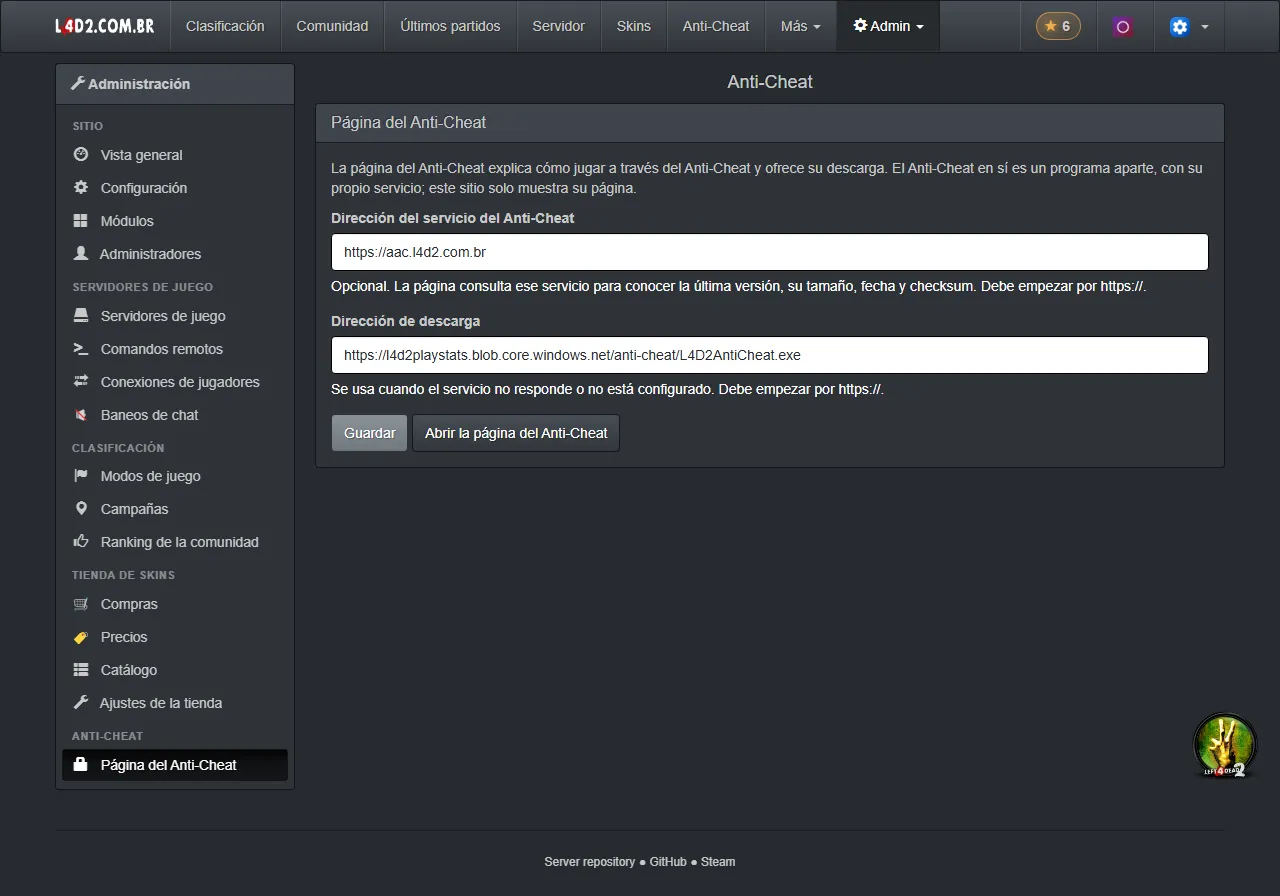 L4D2.COM.BR
Clasificación
Comunidad
Últimos partidos
Servidor
Skins
Anti-Cheat
Más
Admin
6
Administración
SITIO
Vista general
Configuración
Módulos
Administradores
SERVIDORES DE JUEGO
Servidores de juego
Comandos remotos
Conexiones de jugadores
Baneos de chat
CLASIFICACIÓN
Modos de juego
Campañas
Ranking de la comunidad
TIENDA DE SKINS
Compras
Precios
Catálogo
Ajustes de la tienda
ANTI-CHEAT
Página del Anti-Cheat
Anti-Cheat
Página del Anti-Cheat
La página del Anti-Cheat explica cómo jugar a través del Anti-Cheat y ofrece su descarga. El Anti-Cheat en sí es un programa aparte, con su
propio servicio; este sitio solo muestra su página.
Dirección del servicio del Anti-Cheat
https://aac.l4d2.com.br
Opcional. La página consulta ese servicio para conocer la última versión, su tamaño, fecha y checksum. Debe empezar por https://.
Dirección de descarga
https://l4d2playstats.blob.core.windows.net/anti-cheat/L4D2AntiCheat.exe
Se usa cuando el servicio no responde o no está configurado. Debe empezar por https://.
Guardar
Abrir la página del Anti-Cheat
LEFT 4 DEAD 2
Server repository ● GitHub ● Steam